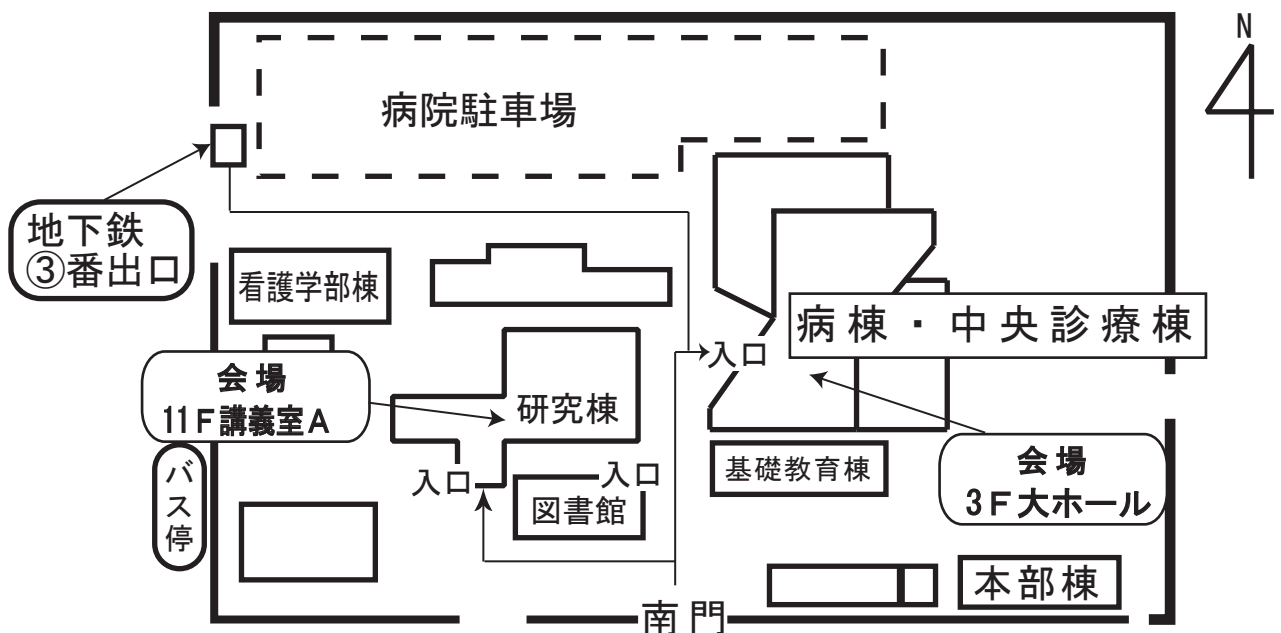 N
病院駐車場
地下鉄
③番出口
看護学部棟
病棟・中央診療棟
入口
会場
11F講義室A
研究棟
バス停
入口
入口
図書館
基礎教育棟
会場
3F大ホール
本部棟
南門